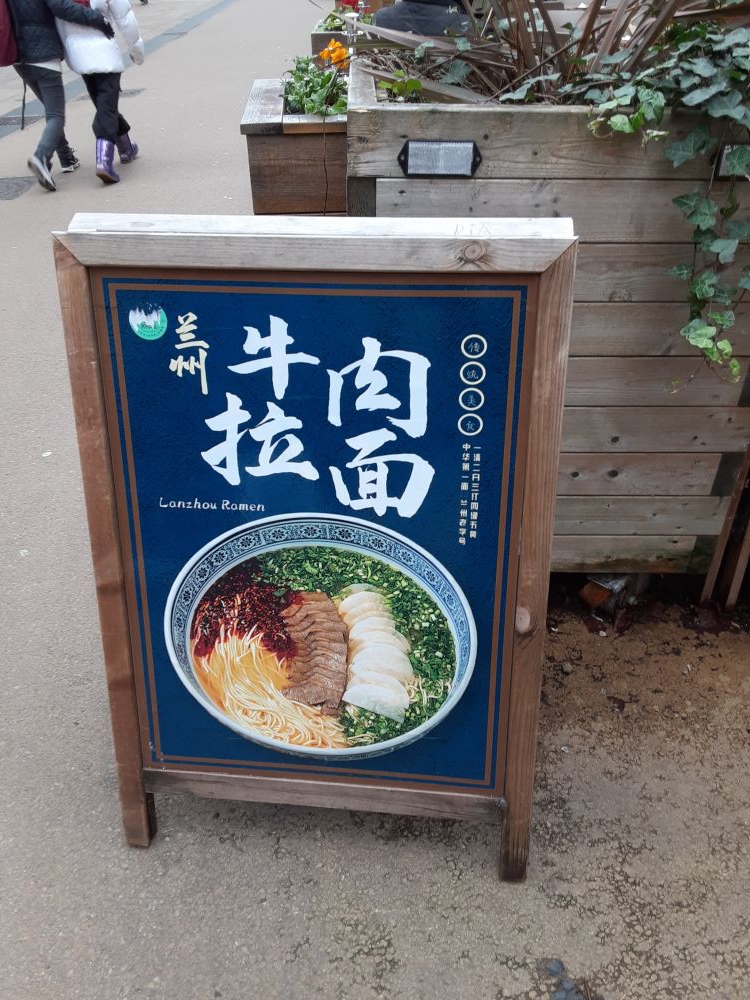 兰州
牛肉
拉面
Lanzhou Ramen
传统美食
一清二白三红四绿五黄
中华第一面 兰州老字号